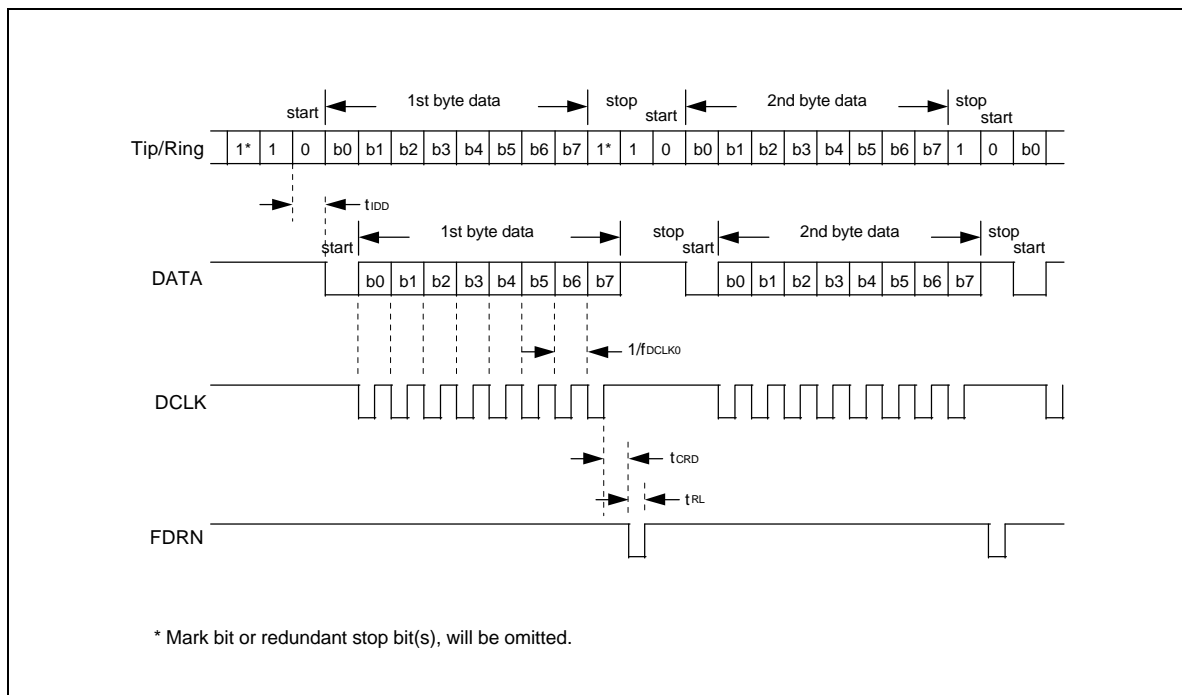 1st byte data stop 2nd byte data stop
start start start
Tip/Ring 1* 1 0 b0 b1 b2 b3 b4 b5 b6 b7 1* 1 0 b0 b1 b2 b3 b4 b5 b6 b7 1 0 b0
tIDD
1st byte data stop 2nd byte data stop
start start start
DATA b0 b1 b2 b3 b4 b5 b6 b7 b0 b1 b2 b3 b4 b5 b6 b7
1/fDCLK0
DCLK
tCRD
tRL
FDRN
* Mark bit or redundant stop bit(s), will be omitted.